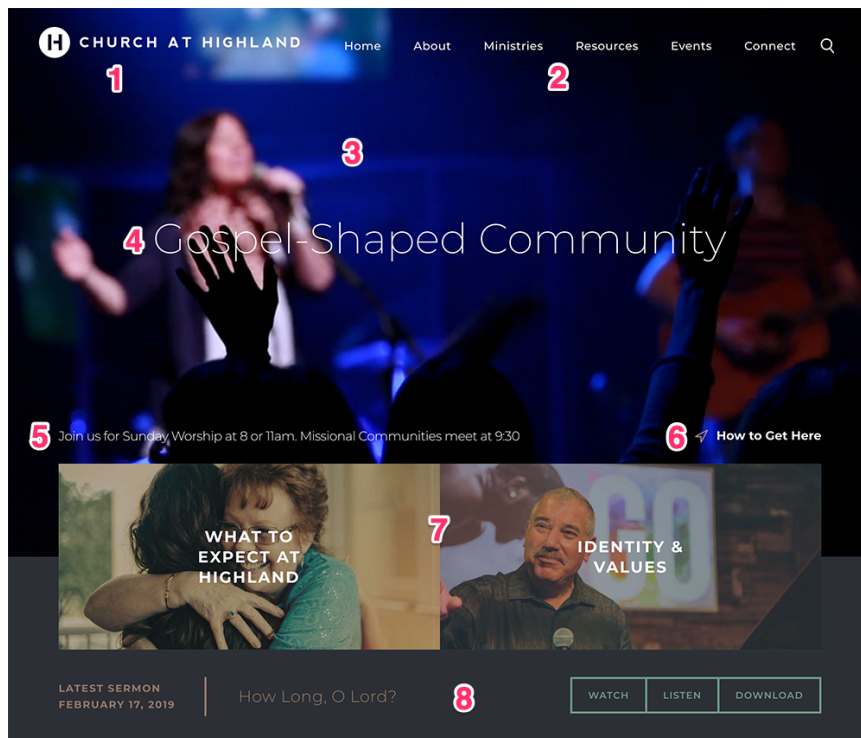 H CHURCH AT HIGHLAND
Home About Ministries Resources Events Connect
1
2
3
4 Gospel-Shaped Community
5 Join us for Sunday Worship at 8 or 11am. Missional Communities meet at 9:30
6 How to Get Here
7
WHAT TO
EXPECT AT
HIGHLAND
GO
IDENTITY &
VALUES
LATEST SERMON
FEBRUARY 17, 2019
How Long, O Lord?
8
WATCH LISTEN DOWNLOAD